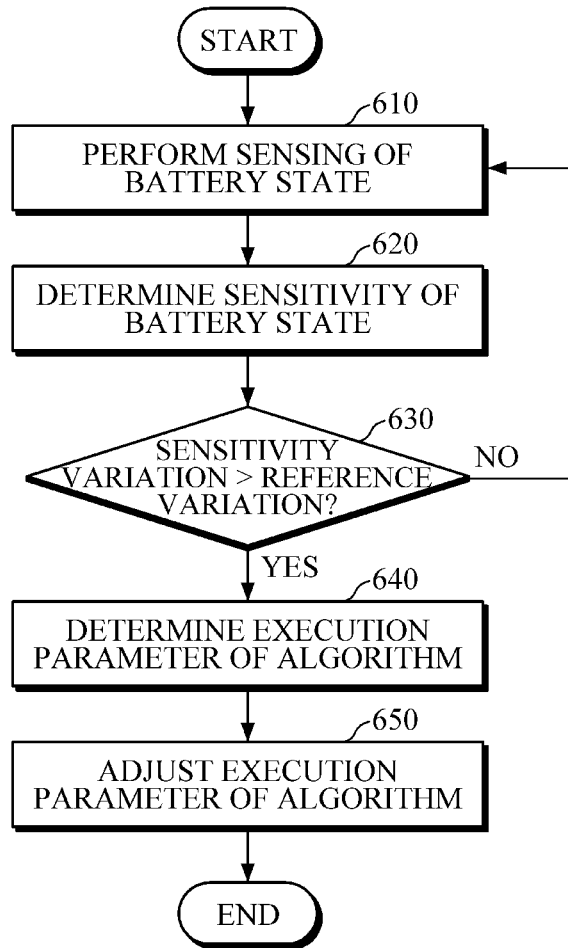 START
610
PERFORM SENSING OF
BATTERY STATE
620
DETERMINE SENSITIVITY OF
BATTERY STATE
630
SENSITIVITY
VARIATION > REFERENCE
VARIATION?
NO
YES
640
DETERMINE EXECUTION
PARAMETER OF ALGORITHM
650
ADJUST EXECUTION
PARAMETER OF ALGORITHM
END